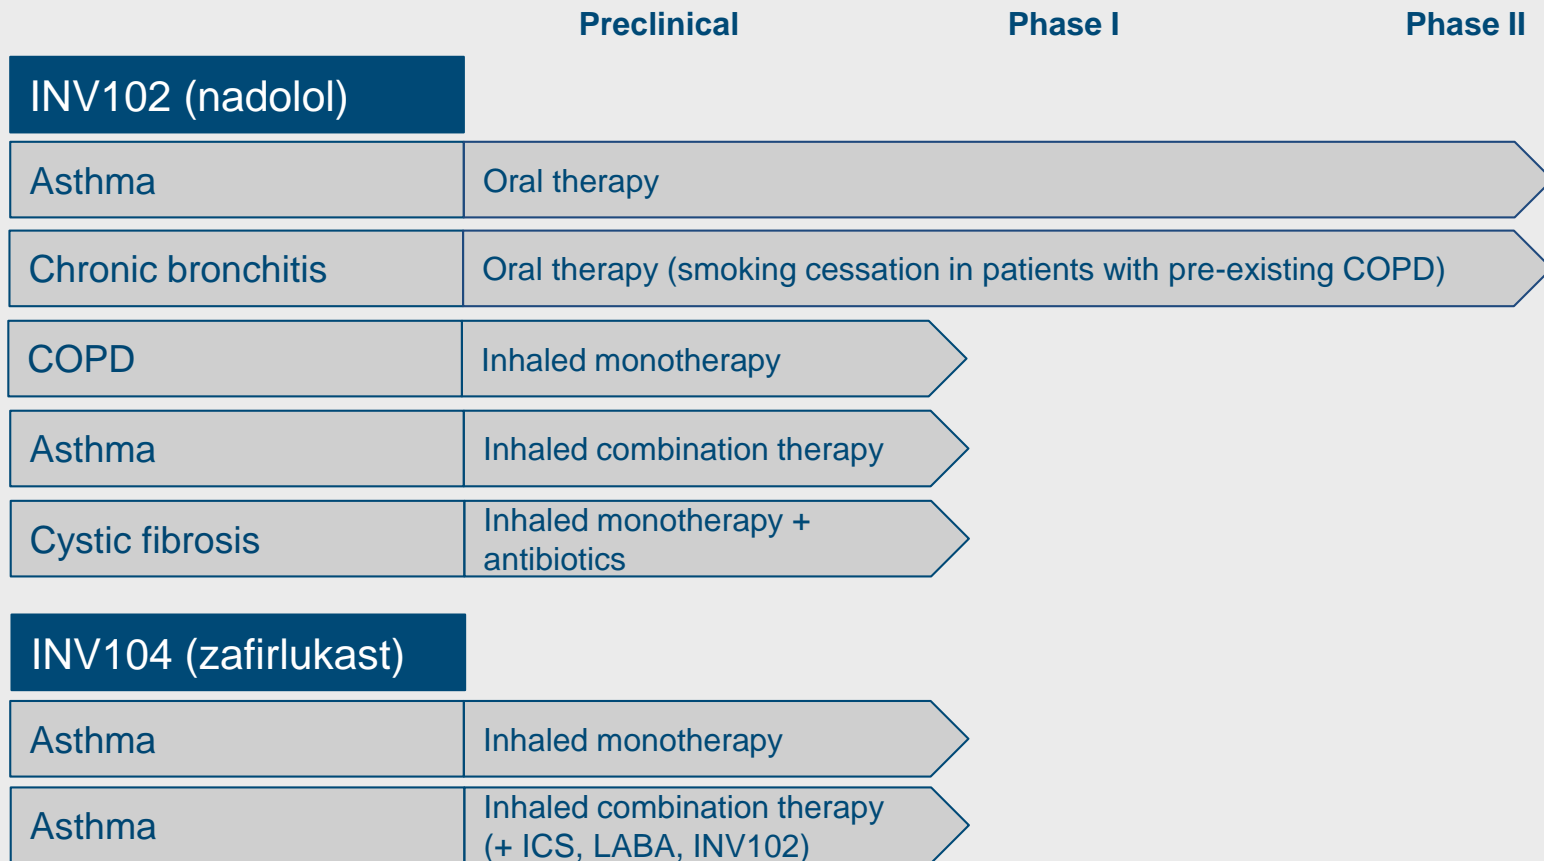 Preclinical Phase I Phase II
INV102 (nadolol)
Asthma Oral therapy
Chronic bronchitis Oral therapy (smoking cessation in patients with pre-existing COPD)
COPD Inhaled monotherapy
Asthma Inhaled combination therapy
Cystic fibrosis Inhaled monotherapy +
antibiotics
INV104 (zafirlukast)
Asthma Inhaled monotherapy
Asthma Inhaled combination therapy
(+ ICS, LABA, INV102)